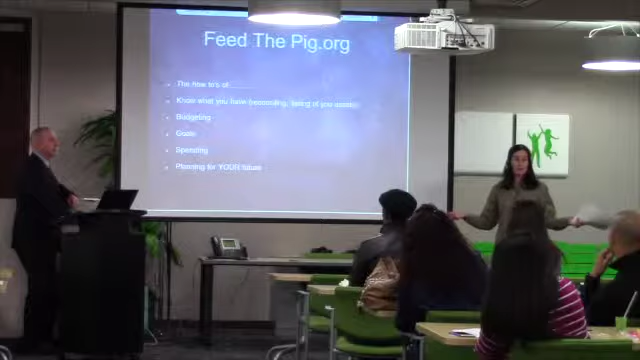 Feed The Pig.org
The how to's of.........
Know what you have (reconciling, listing of you assets)
Budgeting
Goals
Spending
Planning for YOUR future